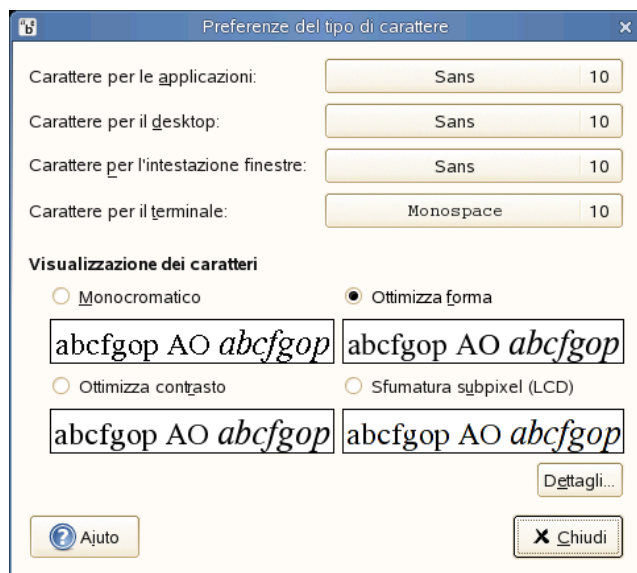 Preferenze del tipo di carattere
Carattere per le applicazioni: Sans 10
Carattere per il desktop: Sans 10
Carattere per l'intestazione finestre: Sans 10
Carattere per il terminale: Monospace 10
Visualizzazione dei caratteri
Monocromatico Ottimizza forma
abcfgop AO abcfgop abcfgop AO abcfgop
Ottimizza contrasto Sfumatura subpixel (LCD)
abcfgop AO abcfgop abcfgop AO abcfgop
Dettagli...
Aiuto Chiudi